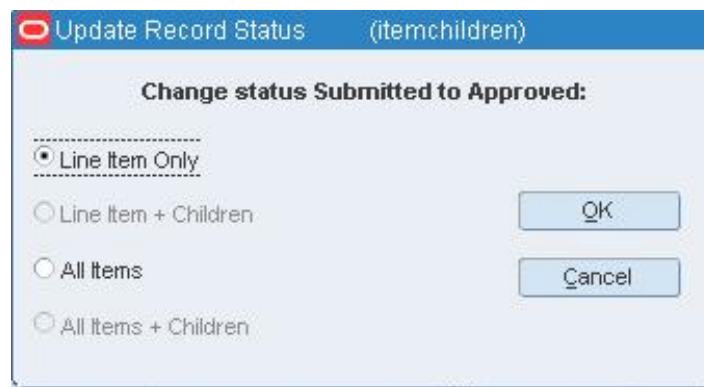 Update Record Status (itemchildren)
Change status Submitted to Approved:
Line Item Only
Line Item + Children
OK
All Items
Cancel
All Items + Children